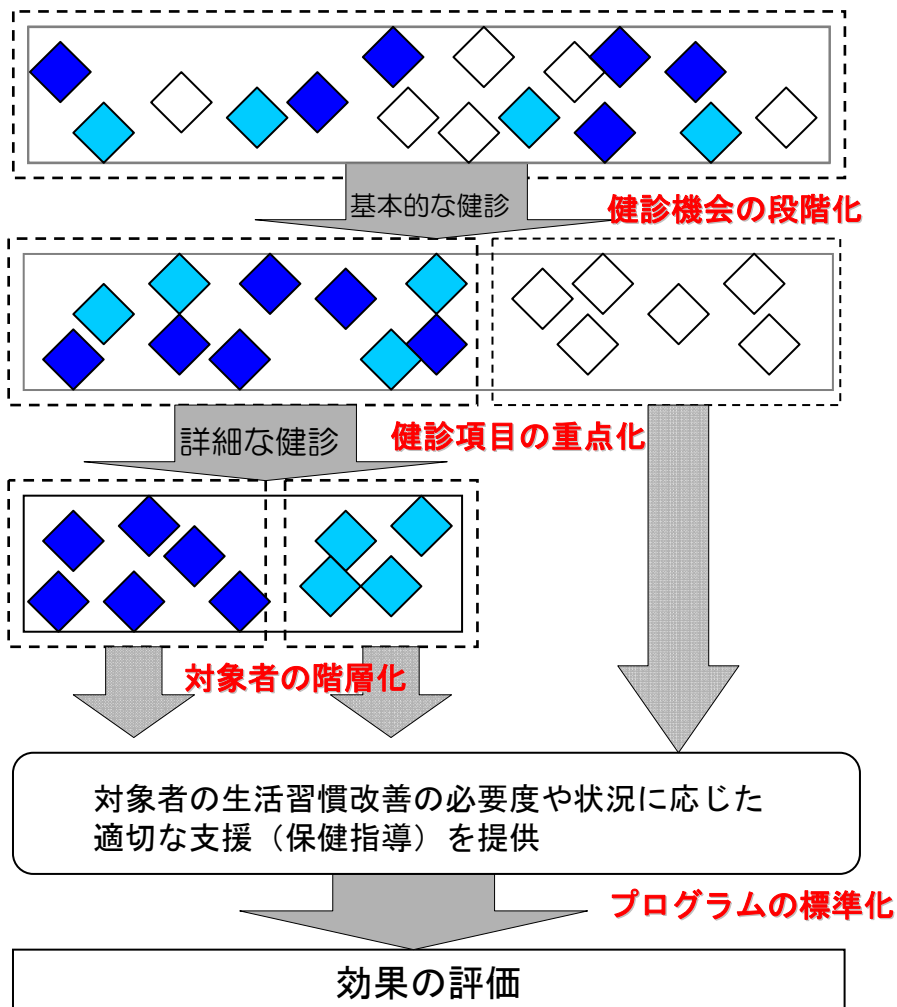 基本的な健診
健診機会の段階化
詳細な健診
健診項目の重点化
対象者の階層化
対象者の生活習慣改善の必要度や状況に応じた
適切な支援（保健指導）を提供
プログラムの標準化
効果の評価